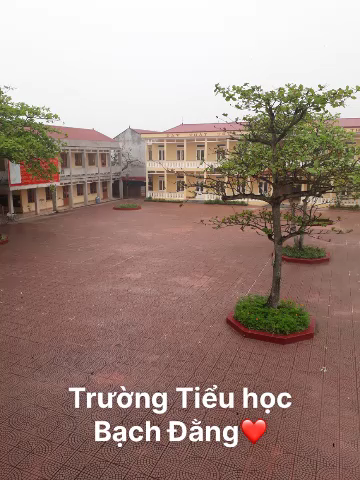 Trường Tiểu học
Bạch Đằng❤️